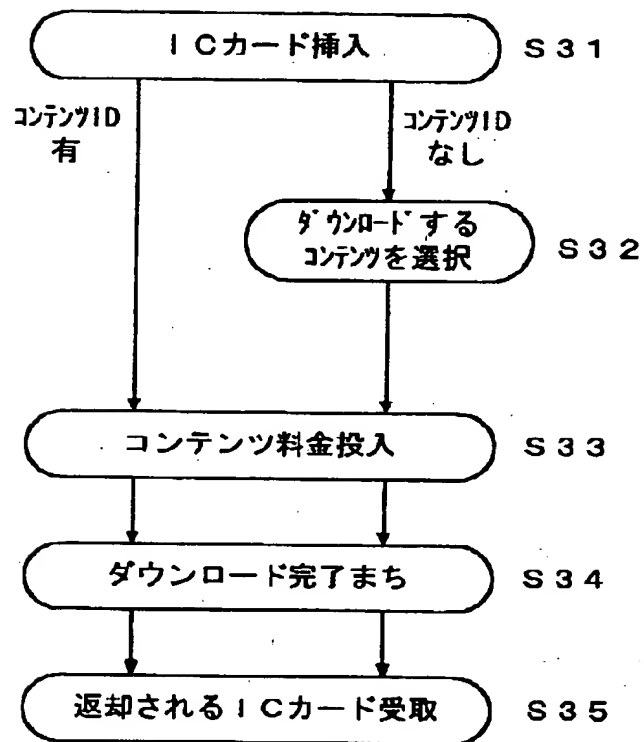 ICカード挿入 S31
コンテンツID
有
コンテンツID
なし
ダウンロードする
コンテンツを選択
S32
コンテンツ料金投入 S33
ダウンロード完了まち S34
返却されるICカード受取 S35